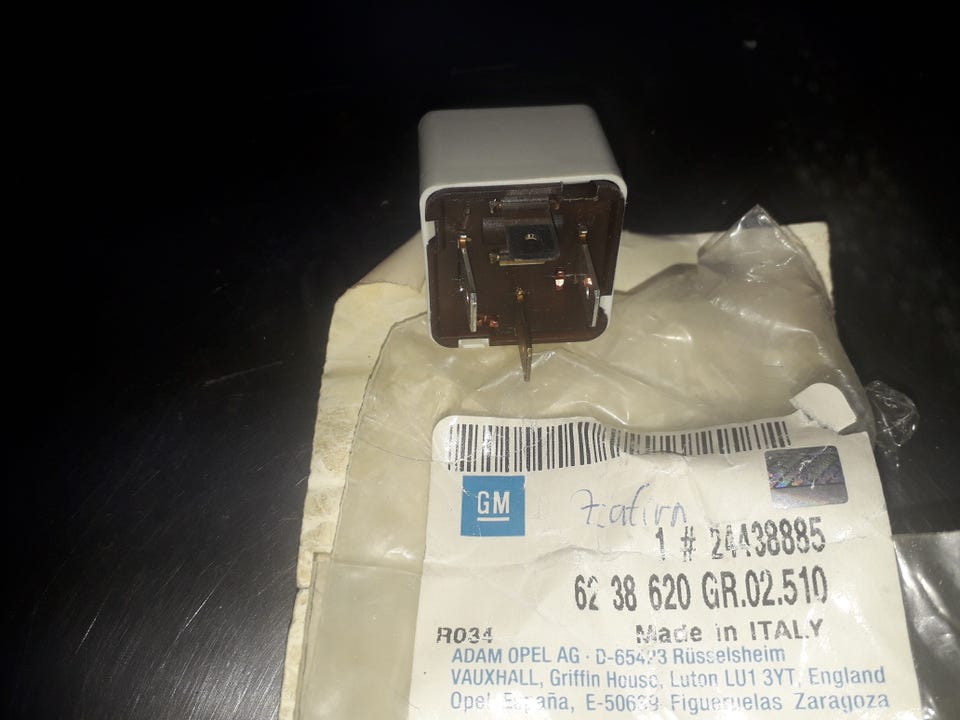 GM
Zafira
1 # 24438885
62 38 620 GR.02.510
R034 Made in ITALY
ADAM OPEL AG · D-65423 Rüsselsheim
VAUXHALL, Griffin House, Luton LU1 3YT, England
Opel España, E-50639 Figueruelas Zaragoza